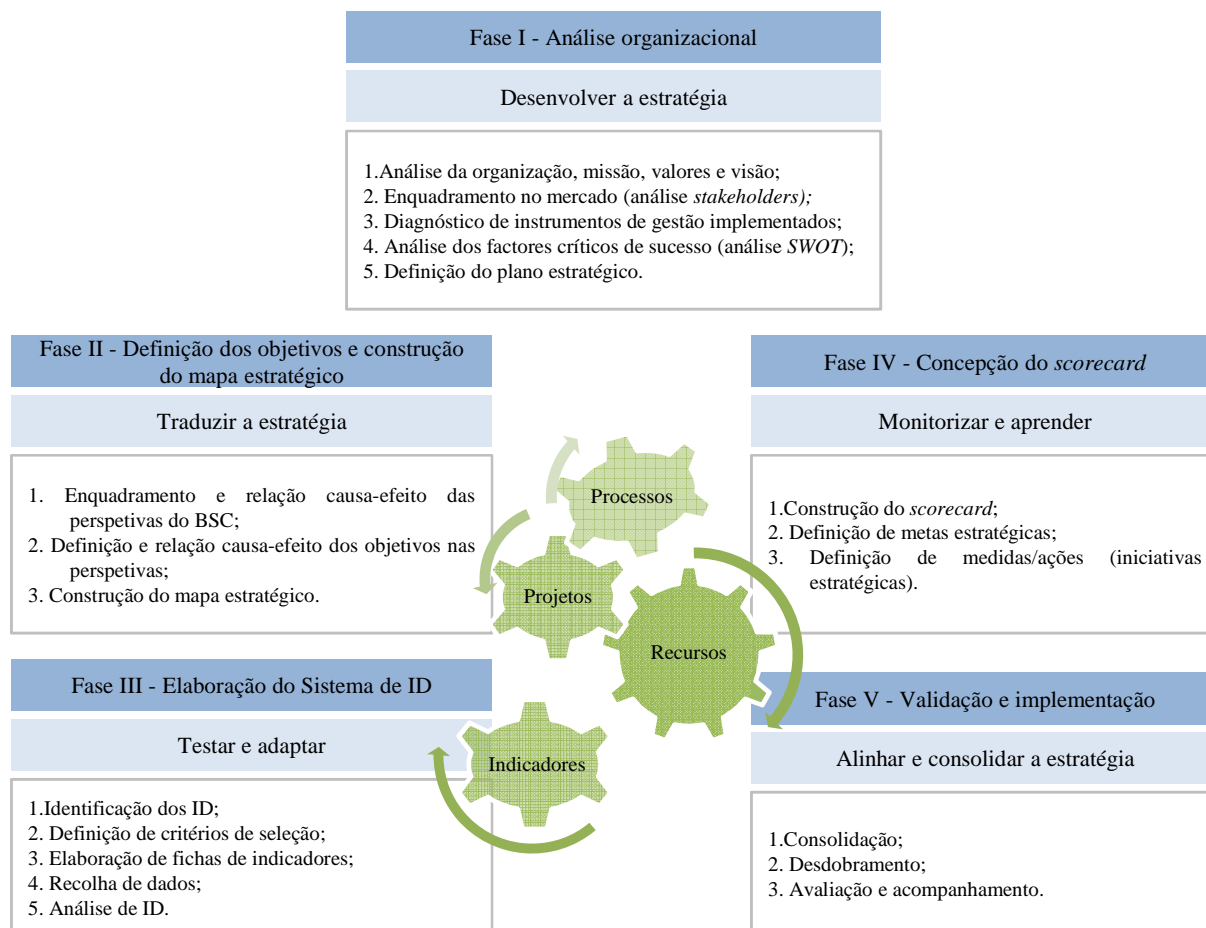 Fase I - Análise organizacional
Desenvolver a estratégia
1.Análise da organização, missão, valores e visão;
2. Enquadramento no mercado (análise stakeholders);
3. Diagnóstico de instrumentos de gestão implementados;
4. Análise dos factores críticos de sucesso (análise SWOT);
5. Definição do plano estratégico.
Fase II - Definição dos objetivos e construção
do mapa estratégico
Traduzir a estratégia
1. Enquadramento e relação causa-efeito das
perspetivas do BSC;
2. Definição e relação causa-efeito dos objetivos nas
perspetivas;
3. Construção do mapa estratégico.
Fase III - Elaboração do Sistema de ID
Testar e adaptar
1.Identificação dos ID;
2. Definição de critérios de seleção;
3. Elaboração de fichas de indicadores;
4. Recolha de dados;
5. Análise de ID.
Processos
Projetos
Recursos
Indicadores
Fase IV - Concepção do scorecard
Monitorizar e aprender
1.Construção do scorecard;
2. Definição de metas estratégicas;
3. Definição de medidas/ações (iniciativas
estratégicas).
Fase V - Validação e implementação
Alinhar e consolidar a estratégia
1.Consolidação;
2. Desdobramento;
3. Avaliação e acompanhamento.